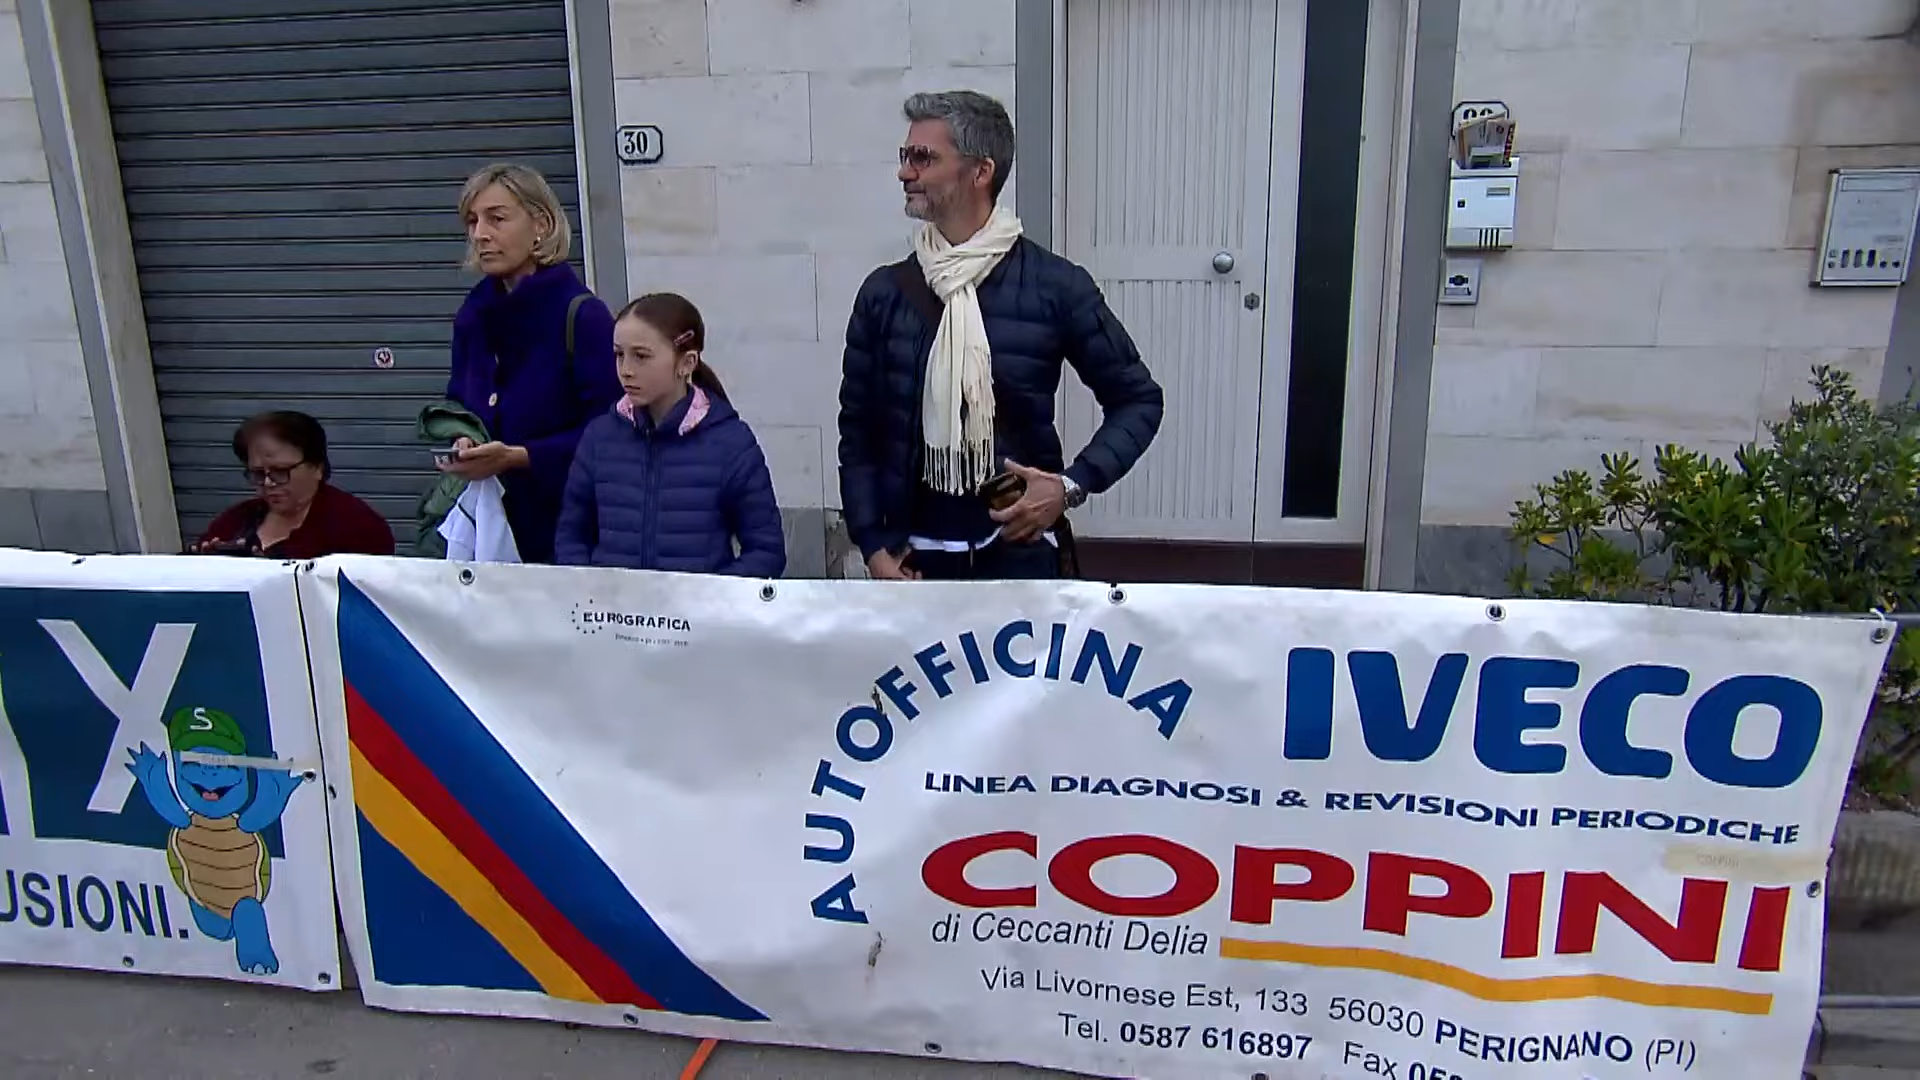 30
EUROGRAFICA
X
S
USIONI.
AUTOFFICINA
IVECO
LINEA DIAGNOSI & REVISIONI PERIODICHE
COPPINI
di Ceccanti Delia
Via Livornese Est, 133 56030 PERIGNANO (PI)
Tel. 0587 616897 Fax